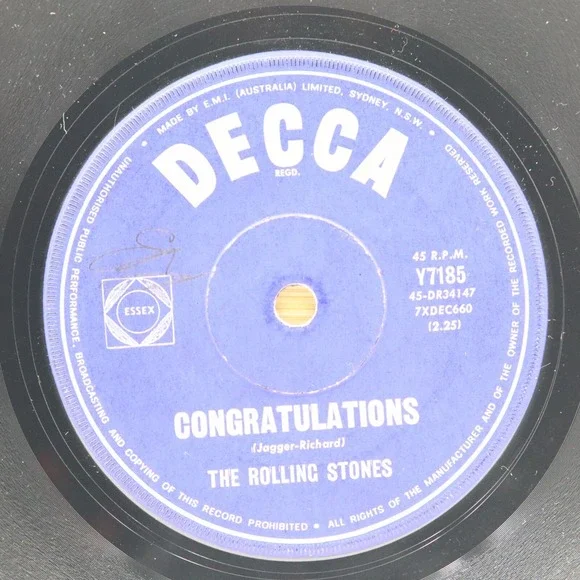 MADE BY E.M.I. (AUSTRALIA) LIMITED, SYDNEY, N.S.W.
DECCA
REGD.
45 R.P.M.
Y7185
45-DR34147
7XDEC660
(2.25)
ESSEX
CONGRATULATIONS
(Jagger-Richard)
THE ROLLING STONES
UNAUTHORISED PUBLIC PERFORMANCE, BROADCASTING AND COPYING OF THIS RECORD PROHIBITED • ALL RIGHTS OF THE MANUFACTURER AND OF THE OWNER OF THE RECORDED WORK RESERVED